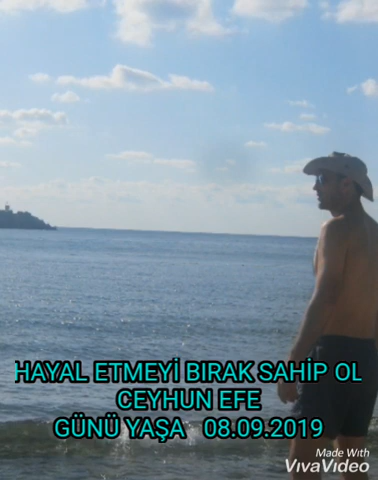 HAYAL ETMEYİ BIRAK SAHİP OL
CEYHUN EFE
GÜNÜ YAŞA 08.09.2019
Made With
VivaVideo